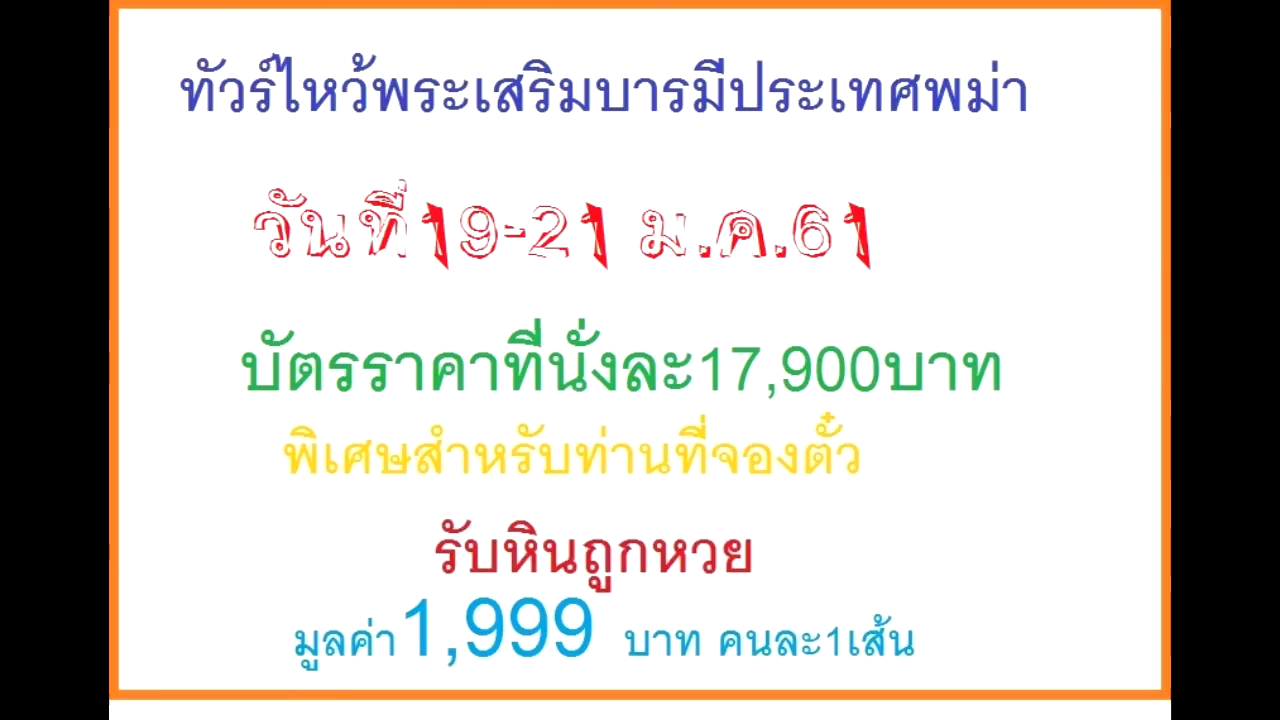 ทัวร์ไหว้พระเสริมบารมีประเทศพม่า
วันที่19-21 ม.ค.61
บัตรราคาที่นั่งละ17,900บาท
พิเศษสำหรับท่านที่จองตั๋ว
รับหินถูกหวย
มูลค่า1,999 บาท คนละ1เส้น